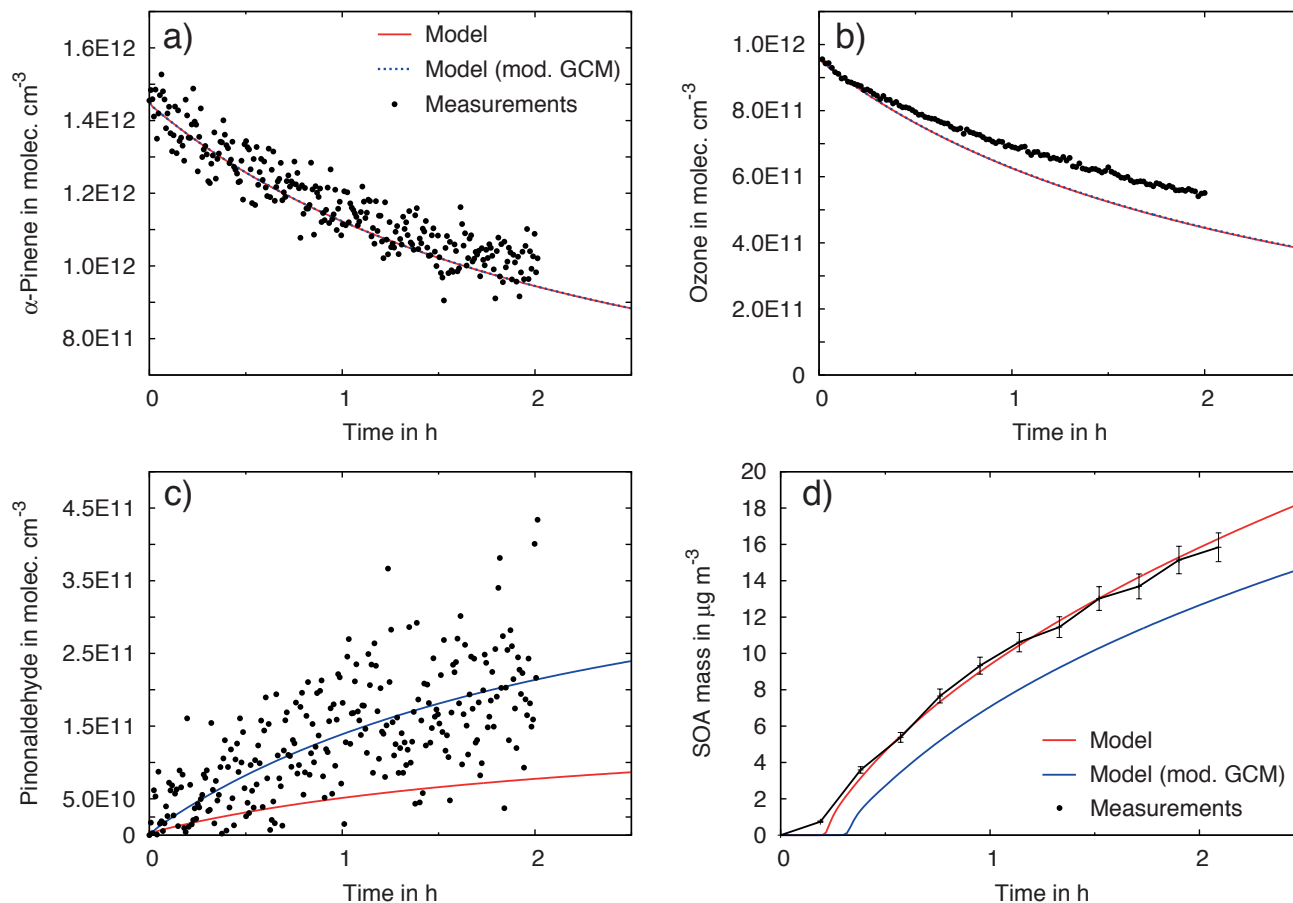 a)
1.6E12
1.4E12
1.2E12
1.0E12
8.0E11
α-Pinene in molec. cm-3
Model
Model (mod. GCM)
Measurements
0
1
2
Time in h
b)
1.0E12
8.0E11
6.0E11
4.0E11
2.0E11
0
Ozone in molec. cm-3
0
1
2
Time in h
c)
4.5E11
3.5E11
2.5E11
1.5E11
5.0E10
0
Pinonaldehyde in molec. cm-3
0
1
2
Time in h
d)
20
18
16
14
12
10
8
6
4
2
0
SOA mass in μg m-3
Model
Model (mod. GCM)
Measurements
0
1
2
Time in h